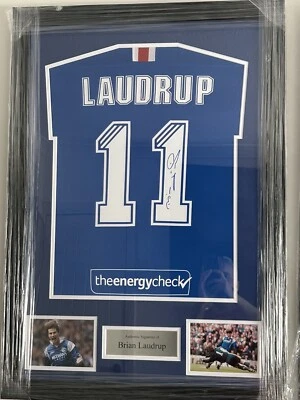 LAUDRUP
11
theenergycheck
Brian Laudrup